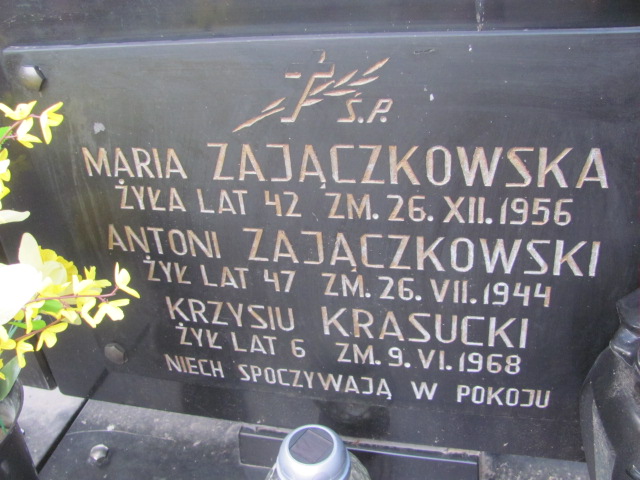 Ś.P.
MARIA ZAJĄCZKOWSKA
ŻYŁA LAT 42 ZM. 26. XII. 1956
ANTONI ZAJĄCZKOWSKI
ŻYŁ LAT 47 ZM. 26. VII. 1944
KRZYSIU KRASUCKI
ŻYŁ LAT 6 ZM. 9. VI. 1968
NIECH SPOCZYWAJĄ W POKOJU